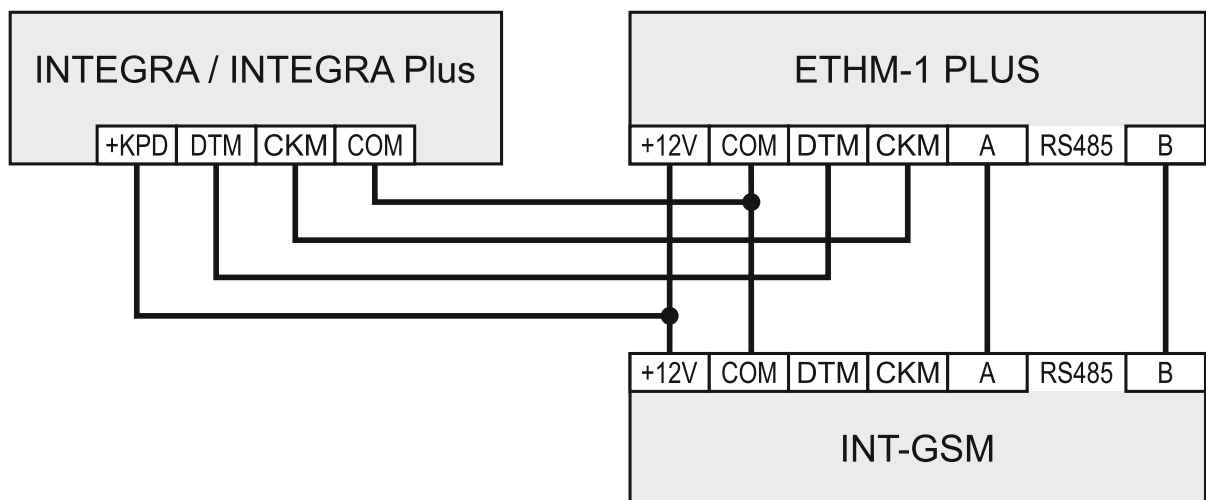 INTEGRA / INTEGRA Plus
+KPD DTM CKM COM
ETHM-1 PLUS
+12V COM DTM CKM A RS485 B
+12V COM DTM CKM A RS485 B
INT-GSM